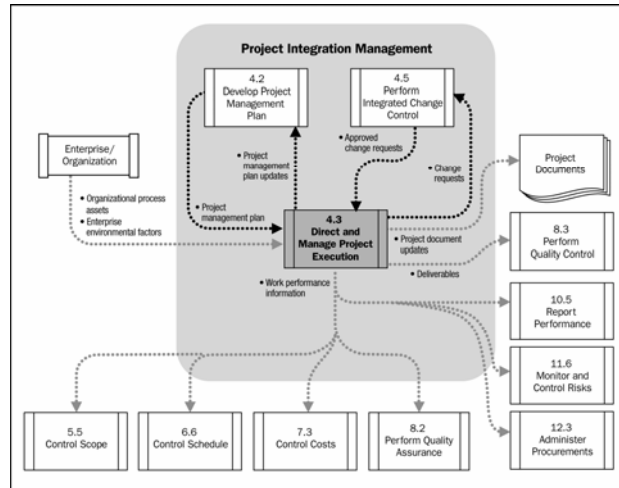 Project Integration Management
4.2
Develop Project
Management
Plan
4.5
Perform
Integrated Change
Control
Enterprise/
Organization
• Approved
change requests
• Project
management
plan updates
• Change
requests
Project
Documents
• Organizational process
assets
• Enterprise
environmental factors
• Project
management plan
4.3
Direct and
Manage Project
Execution
• Project document
updates
• Deliverables
8.3
Perform
Quality Control
• Work performance
information
10.5
Report
Performance
11.6
Monitor and
Control Risks
5.5
Control Scope
6.6
Control Schedule
7.3
Control Costs
8.2
Perform Quality
Assurance
12.3
Administer
Procurements